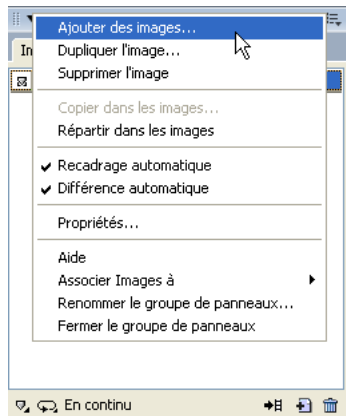 Ajouter des images...
In
Dupliquer l'image...
Supprimer l'image
Copier dans les images...
Répartir dans les images
Recadrage automatique
Différence automatique
Propriétés...
Aide
Associer Images à
Renommer le groupe de panneaux...
Fermer le groupe de panneaux
En continu